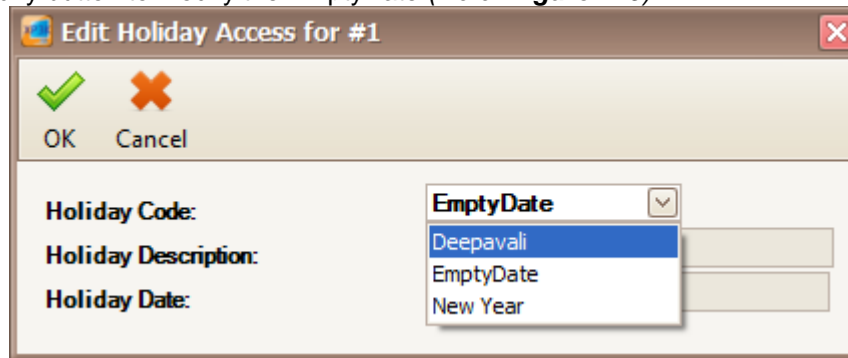 Edit Holiday Access for #1
OK Cancel
Holiday Code: EmptyDate
Deepavali
Holiday Description:
EmptyDate
Holiday Date:
New Year